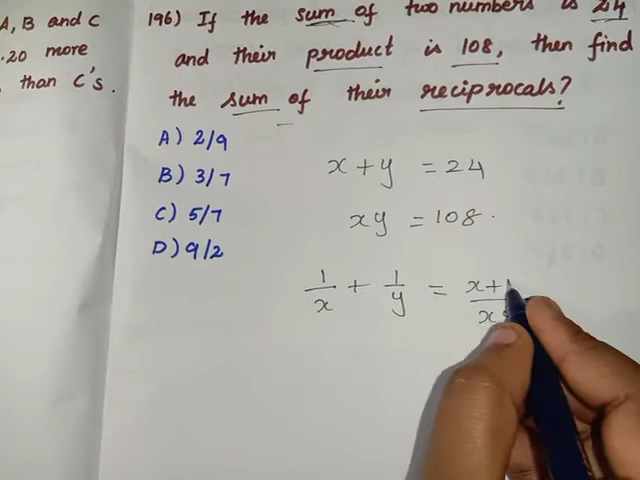 A, B and C
.20 more
than C's.
196) If the sum of two numbers is 24
and their product is 108, then find
the sum of their reciprocals?
A) 2/9
B) 3/7
C) 5/7
D) 9/2
x + y = 24
xy = 108.
1/x + 1/y = x+
x